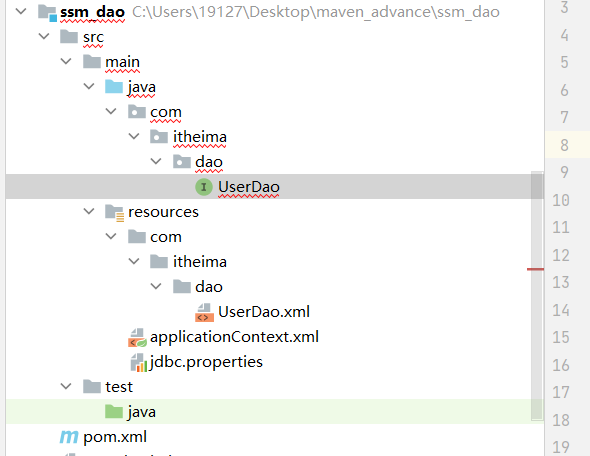 ssm_dao C:\Users\19127\Desktop\maven_advance\ssm_dao
src
main
java
com
itheima
dao
I UserDao
resources
com
itheima
dao
UserDao.xml
applicationContext.xml
jdbc.properties
test
java
m pom.xml
3
4
5
6
7
8
9
10
11
12
13
14
15
16
17
18
19